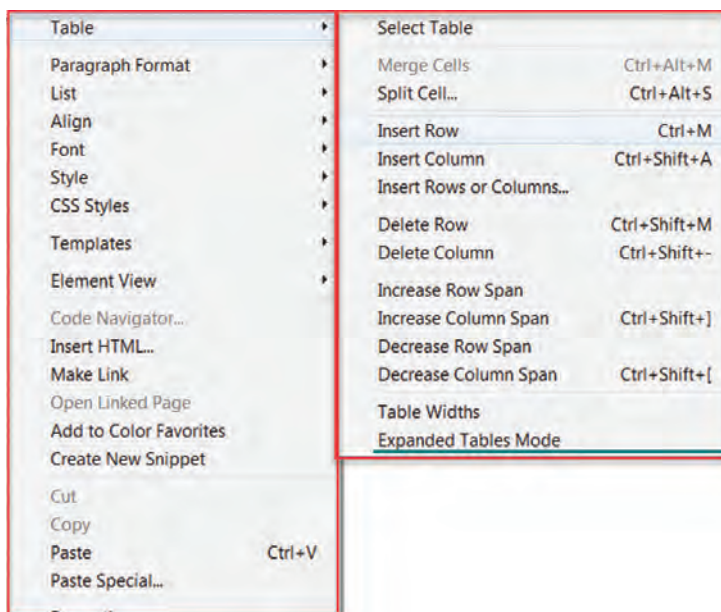 Table
Paragraph Format
List
Align
Font
Style
CSS Styles
Templates
Element View
Code Navigator...
Insert HTML...
Make Link
Open Linked Page
Add to Color Favorites
Create New Snippet
Cut
Copy
Paste Ctrl+V
Paste Special...
Select Table
Merge Cells Ctrl+Alt+M
Split Cell... Ctrl+Alt+S
Insert Row Ctrl+M
Insert Column Ctrl+Shift+A
Insert Rows or Columns...
Delete Row Ctrl+Shift+M
Delete Column Ctrl+Shift+-
Increase Row Span
Increase Column Span Ctrl+Shift+]
Decrease Row Span
Decrease Column Span Ctrl+Shift+[
Table Widths
Expanded Tables Mode